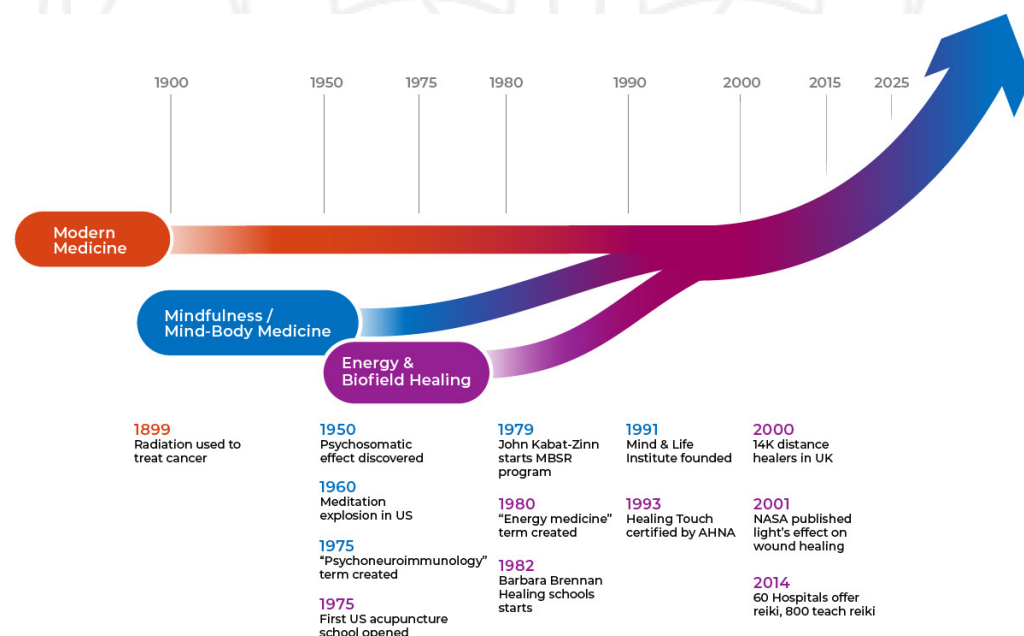 1900
1950
1975
1980
1990
2000
2015
2025
Modern
Medicine
Mindfulness /
Mind-Body Medicine
Energy &
Biofield Healing
1899
Radiation used to
treat cancer
1950
Psychosomatic
effect discovered
1960
Meditation
explosion in US
1975
“Psychoneuroimmunology”
term created
1975
First US acupuncture
school opened
1979
John Kabat-Zinn
starts MBSR
program
1980
“Energy medicine”
term created
1982
Barbara Brennan
Healing schools
starts
1991
Mind & Life
Institute founded
1993
Healing Touch
certified by AHNA
2000
14K distance
healers in UK
2001
NASA published
light’s effect on
wound healing
2014
60 Hospitals offer
reiki, 800 teach reiki